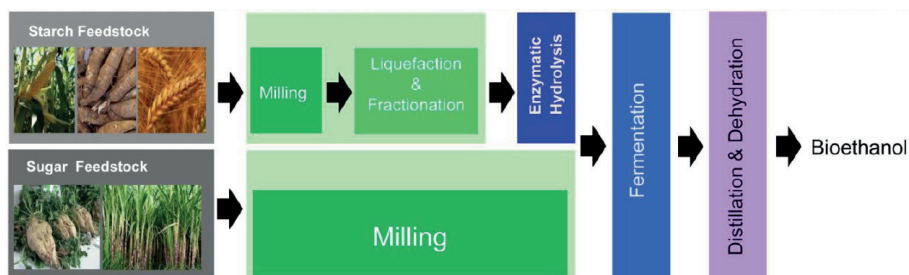 Starch Feedstock
Milling
Liquefaction
&
Fractionation
Enzymatic
Hydrolysis
Sugar Feedstock
Milling
Fermentation
Distillation & Dehydration
Bioethanol